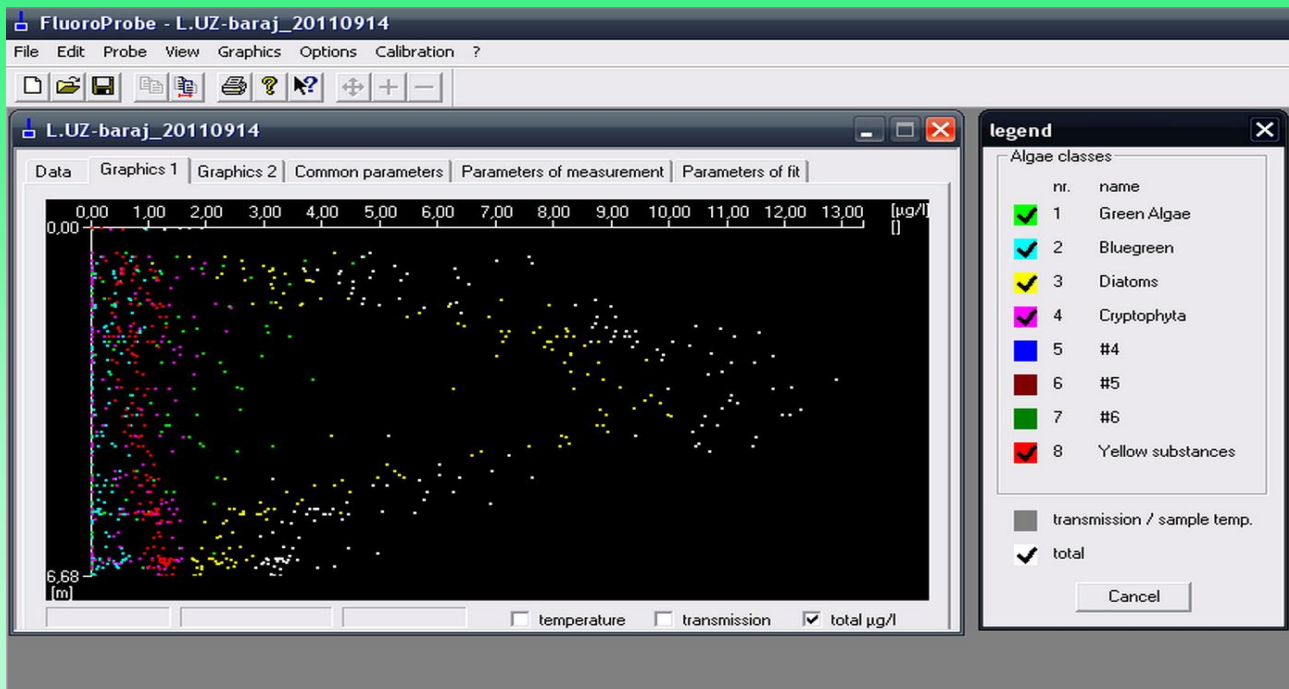 FluoroProbe - L.UZ-baraj_20110914
File Edit Probe View Graphics Options Calibration ?
L.UZ-baraj_20110914
Data Graphics 1 Graphics 2 Common parameters Parameters of measurement Parameters of fit
0,00 1,00 2,00 3,00 4,00 5,00 6,00 7,00 8,00 9,00 10,00 11,00 12,00 13,00 [µg/l]
0,00 []
6,68
[m]
temperature transmission total µg/l
legend
Algae classes
nr. name
1 Green Algae
2 Bluegreen
3 Diatoms
4 Cryptophyta
5 #4
6 #5
7 #6
8 Yellow substances
transmission / sample temp.
total
Cancel